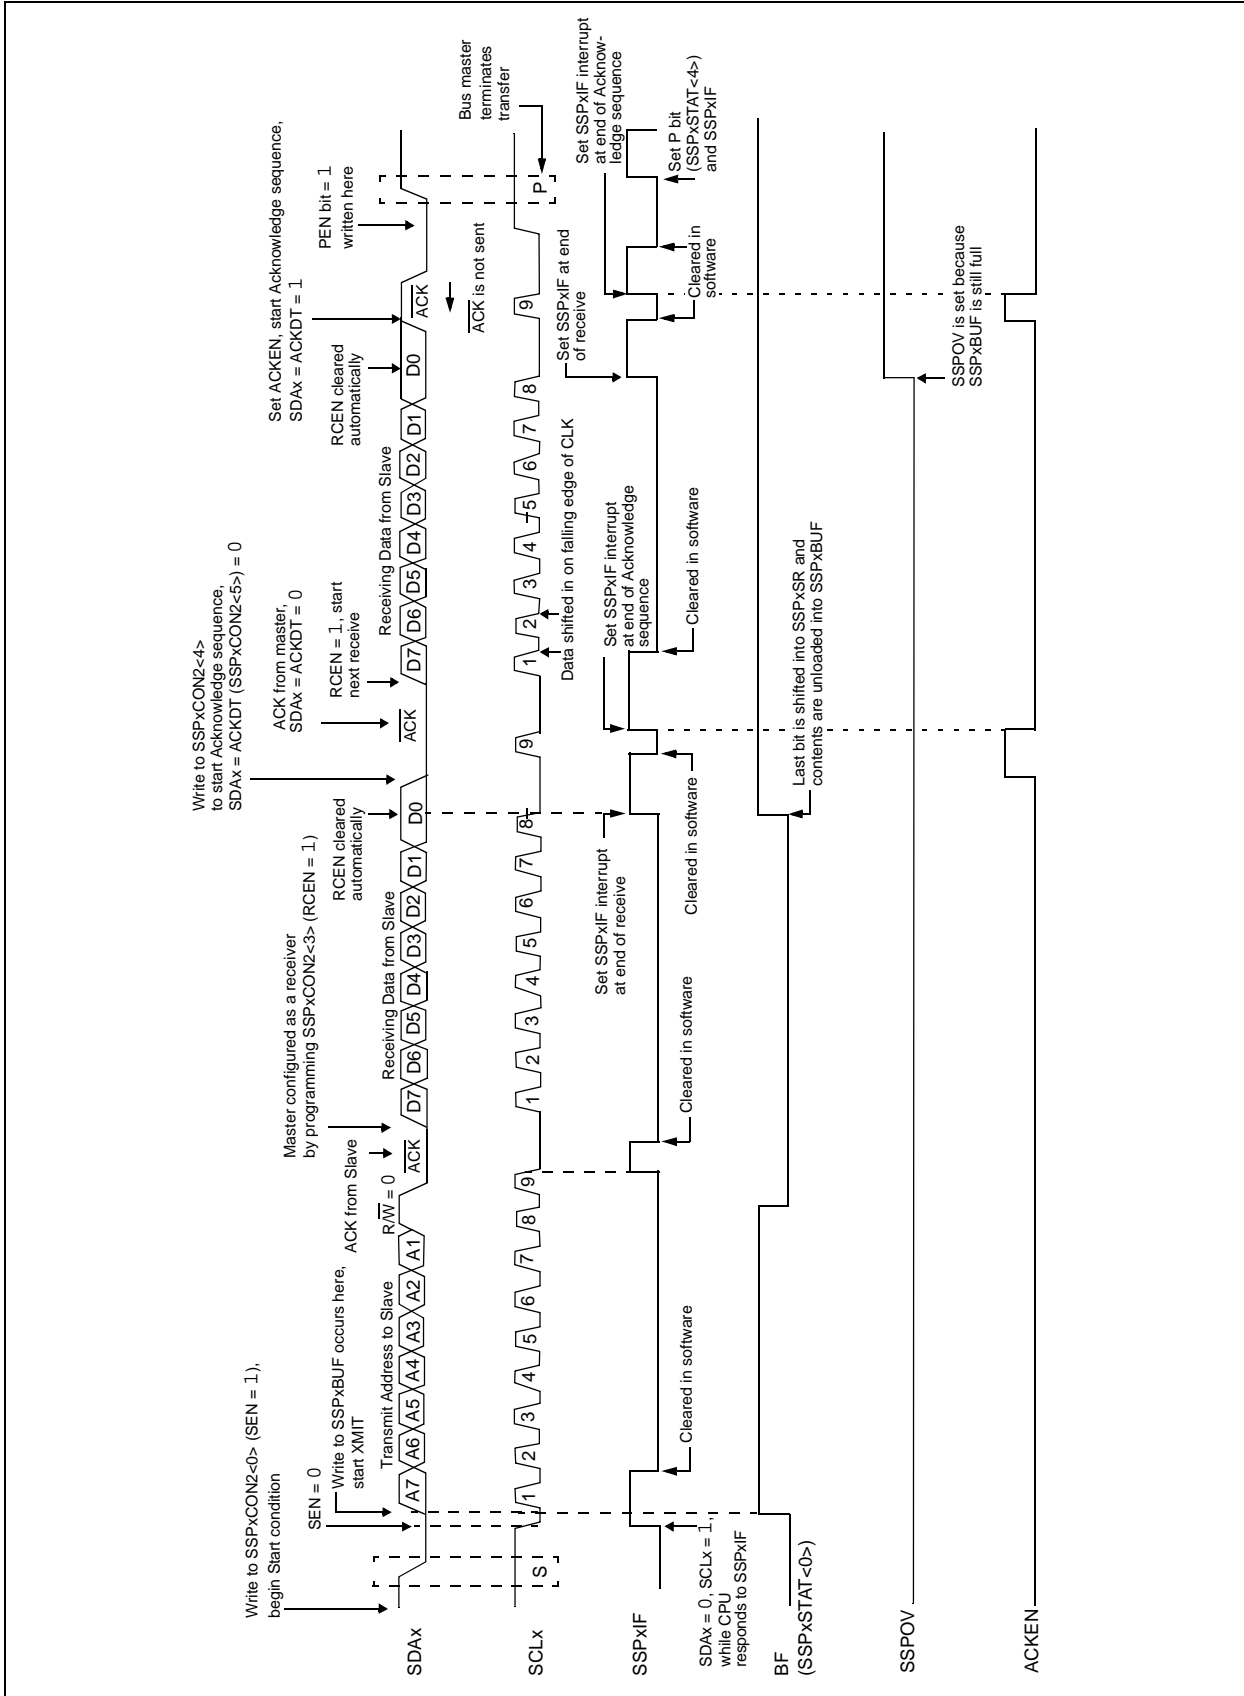 Write to SSPxCON2<0> (SEN = 1),
begin Start condition
SEN = 0
Write to SSPxBUF occurs here,
start XMIT
Transmit Address to Slave
R/W = 0
ACK from Slave
Master configured as a receiver
by programming SSPxCON2<3> (RCEN = 1)
Receiving Data from Slave
RCEN cleared
automatically
Write to SSPxCON2<4>
to start Acknowledge sequence,
SDAx = ACKDT (SSPxCON2<5>) = 0
ACK from master,
SDAx = ACKDT = 0
RCEN = 1, start
next receive
Receiving Data from Slave
RCEN cleared
automatically
Set ACKEN, start Acknowledge sequence,
SDAx = ACKDT = 1
PEN bit = 1
written here
SDAx
A7 A6 A5 A4 A3 A2 A1
ACK
D7 D6 D5 D4 D3 D2 D1 D0
ACK
D7 D6 D5 D4 D3 D2 D1 D0
ACK
ACK is not sent
Bus master
terminates
transfer
SCLx
S
1 2 3 4 5 6 7 8 9
1 2 3 4 5 6 7 8 9
1 2 3 4 5 6 7 8 9
P
Data shifted in on falling edge of CLK
Set SSPxIF at end
of receive
Set SSPxIF interrupt
at end of Acknow-
ledge sequence
Set SSPxIF interrupt
at end of receive
Set SSPxIF interrupt
at end of Acknowledge
sequence
SSPxIF
SDAx = 0, SCLx = 1,
while CPU
responds to SSPxIF
Cleared in software
Cleared in software
Cleared in software
Cleared in software
Cleared in
software
Set P bit
(SSPxSTAT<4>)
and SSPxIF
BF
(SSPxSTAT<0>)
Last bit is shifted into SSPxSR and
contents are unloaded into SSPxBUF
SSPOV
SSPOV is set because
SSPxBUF is still full
ACKEN